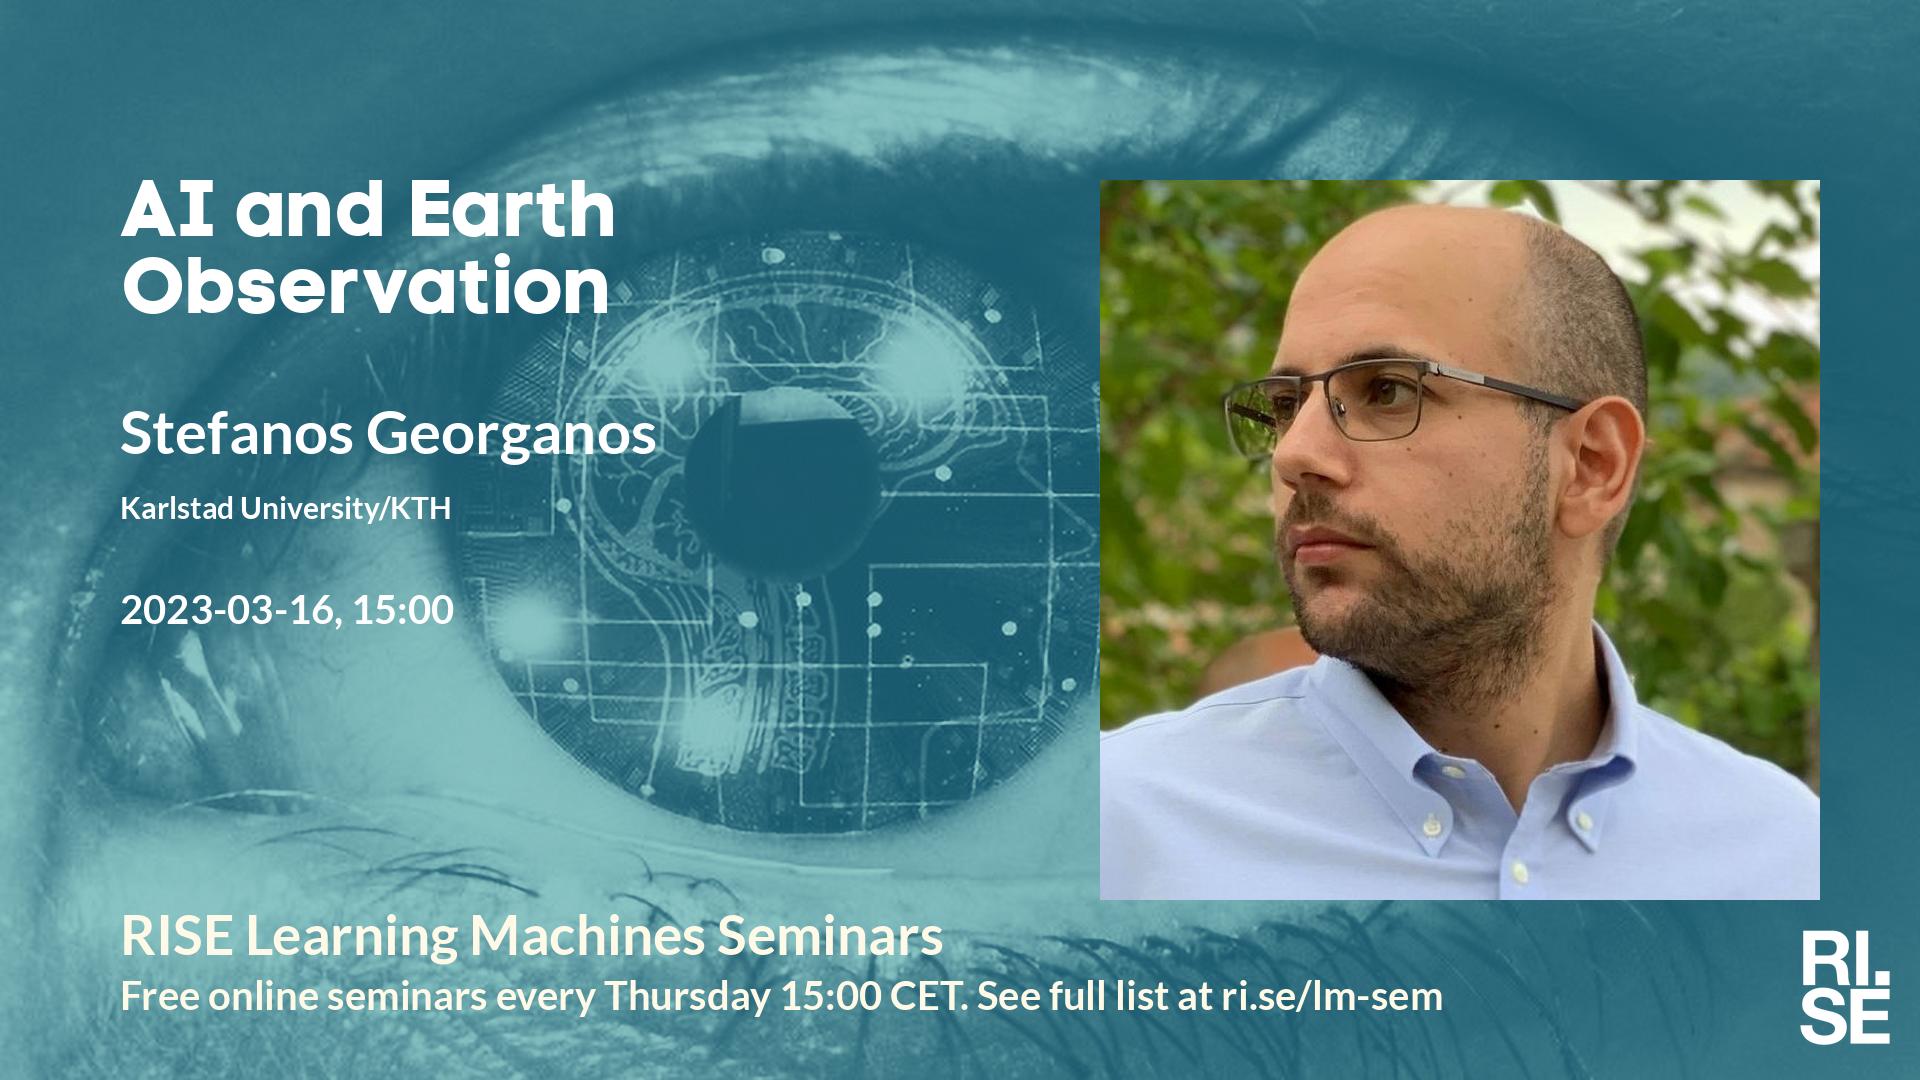 AI and Earth
Observation
Stefanos Georganos
Karlstad University/KTH
2023-03-16, 15:00
RISE Learning Machines Seminars
Free online seminars every Thursday 15:00 CET. See full list at ri.se/lm-sem
RI.
SE